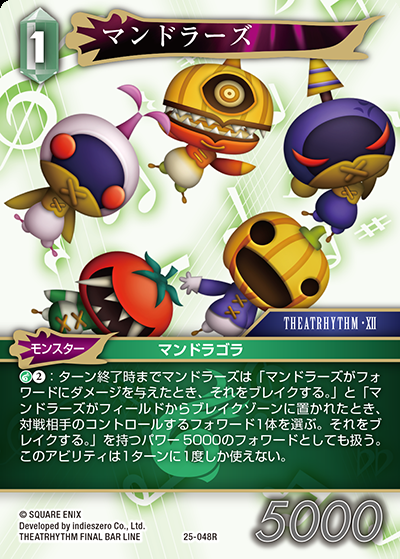 1
マンドラーズ
THEATRHYTHM・XII
モンスター
マンドラゴラ
2：ターン終了時までマンドラーズは「マンドラーズがフォ
ワードにダメージを与えたとき、それをブレイクする。」と「マ
ンドラーズがフィールドからブレイクゾーンに置かれたとき、
対戦相手のコントロールするフォワード1体を選ぶ。それをブ
レイクする。」を持つパワー5000のフォワードとしても扱う。
このアビリティは1ターンに1度しか使えない。
© SQUARE ENIX
Developed by indieszero Co., Ltd.
THEATRHYTHM FINAL BAR LINE
25-048R
5000